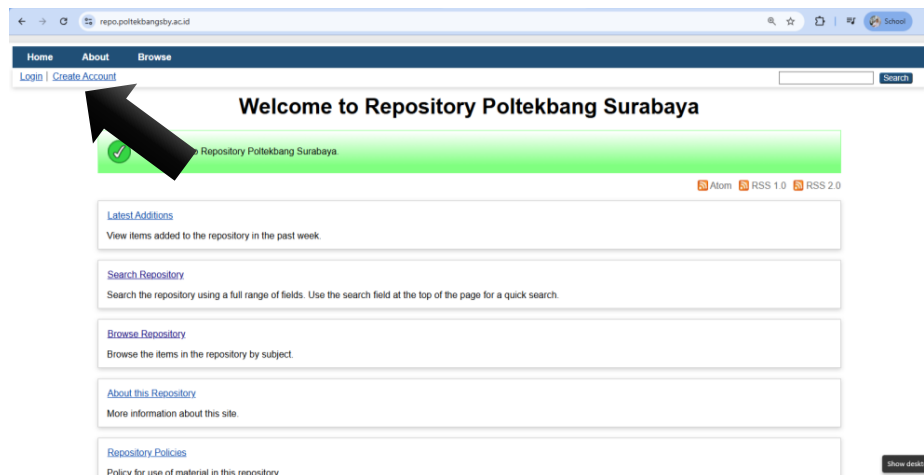 repo.poltekbangsby.ac.id
School
Home About Browse
Login | Create Account
Search
Welcome to Repository Poltekbang Surabaya
Repository Poltekbang Surabaya.
Atom RSS 1.0 RSS 2.0
Latest Additions
View items added to the repository in the past week.
Search Repository
Search the repository using a full range of fields. Use the search field at the top of the page for a quick search.
Browse Repository
Browse the items in the repository by subject.
About this Repository
More information about this site.
Repository Policies
Policy for use of material in this repository
Show deskt